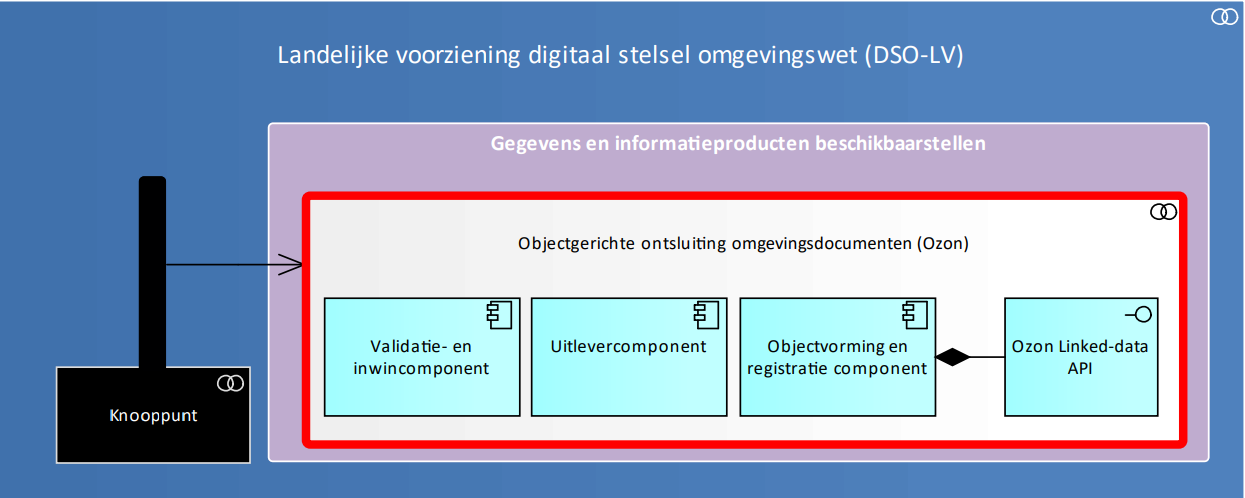 Landelijke voorziening digitaal stelsel omgevingswet (DSO-LV)
Gegevens en informatieproducten beschikbaarstellen
Objectgerichte ontsluiting omgevingsdocumenten (Ozon)
Validatie- en
inwincomponent
Uitlevercomponent
Objectvorming en
registratie component
Ozon Linked-data
API
Knooppunt